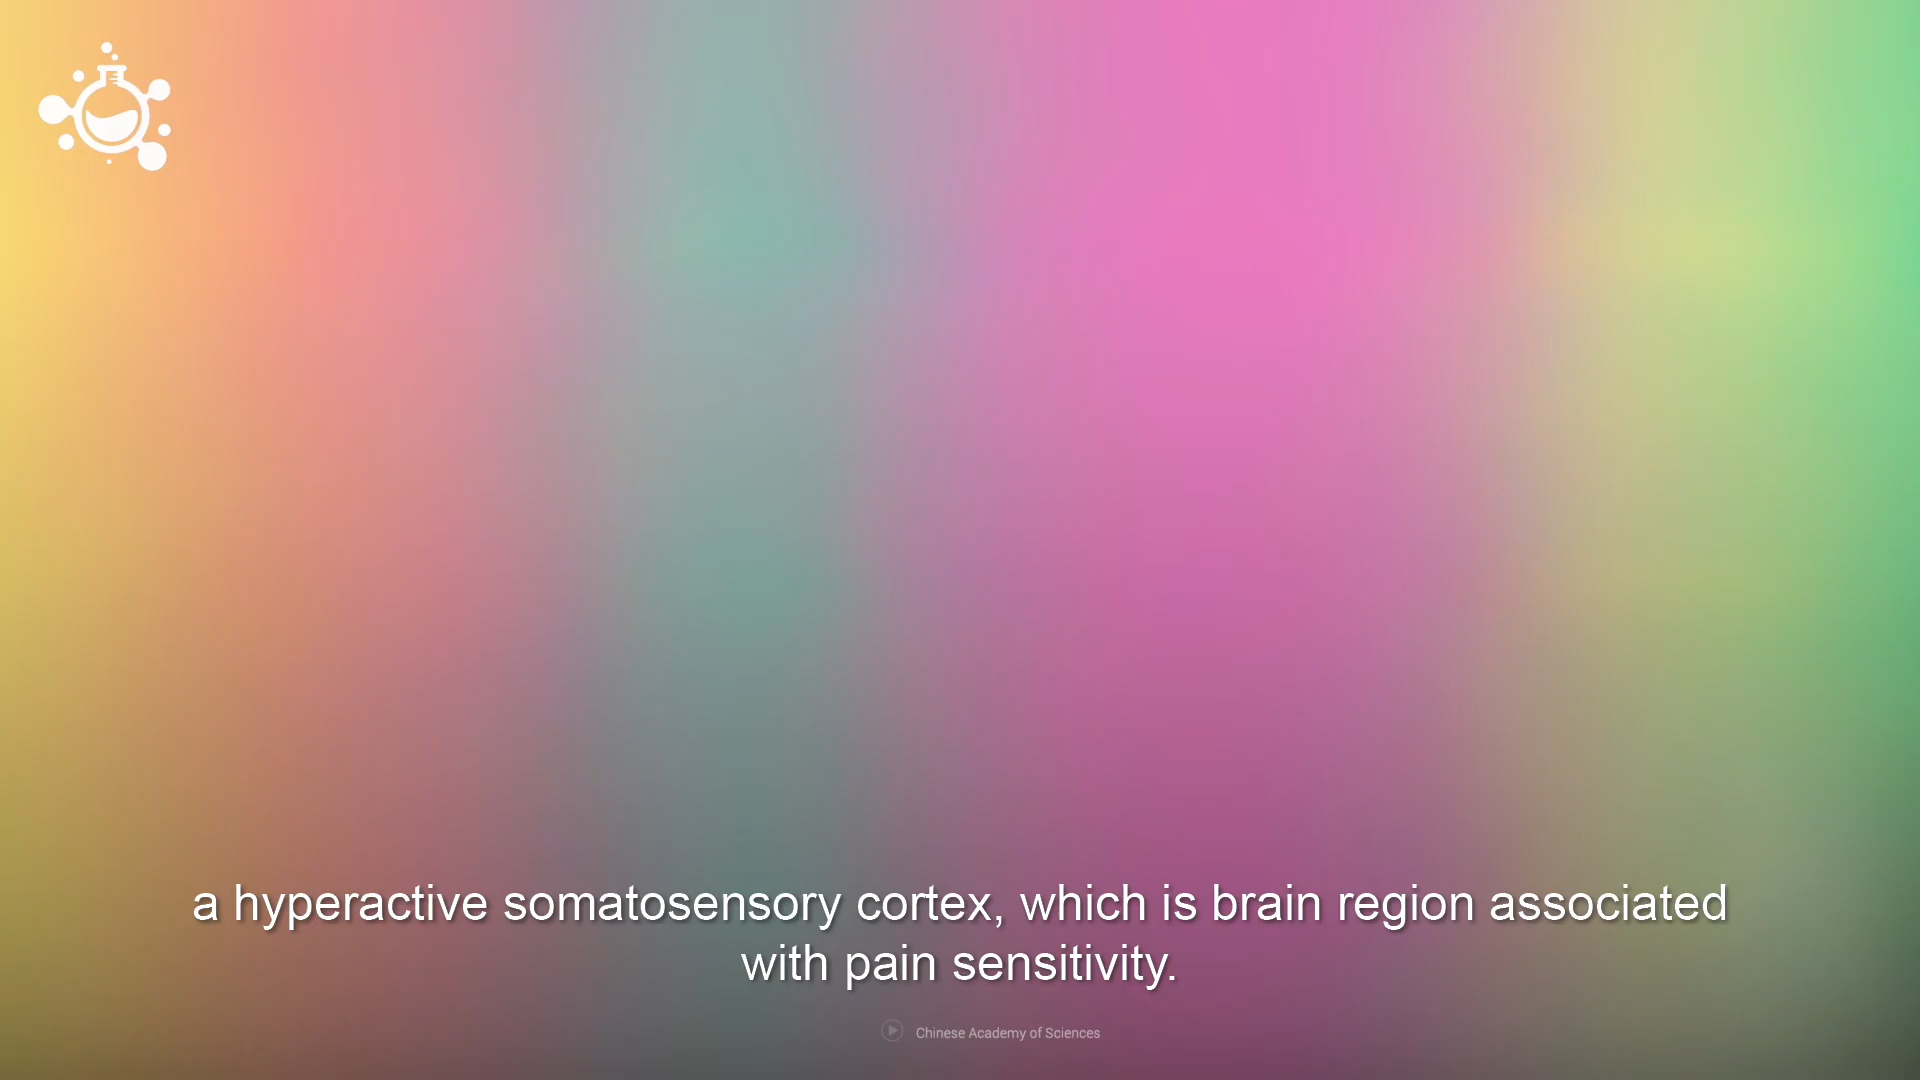 a hyperactive somatosensory cortex, which is brain region associated
with pain sensitivity.
Chinese Academy of Sciences